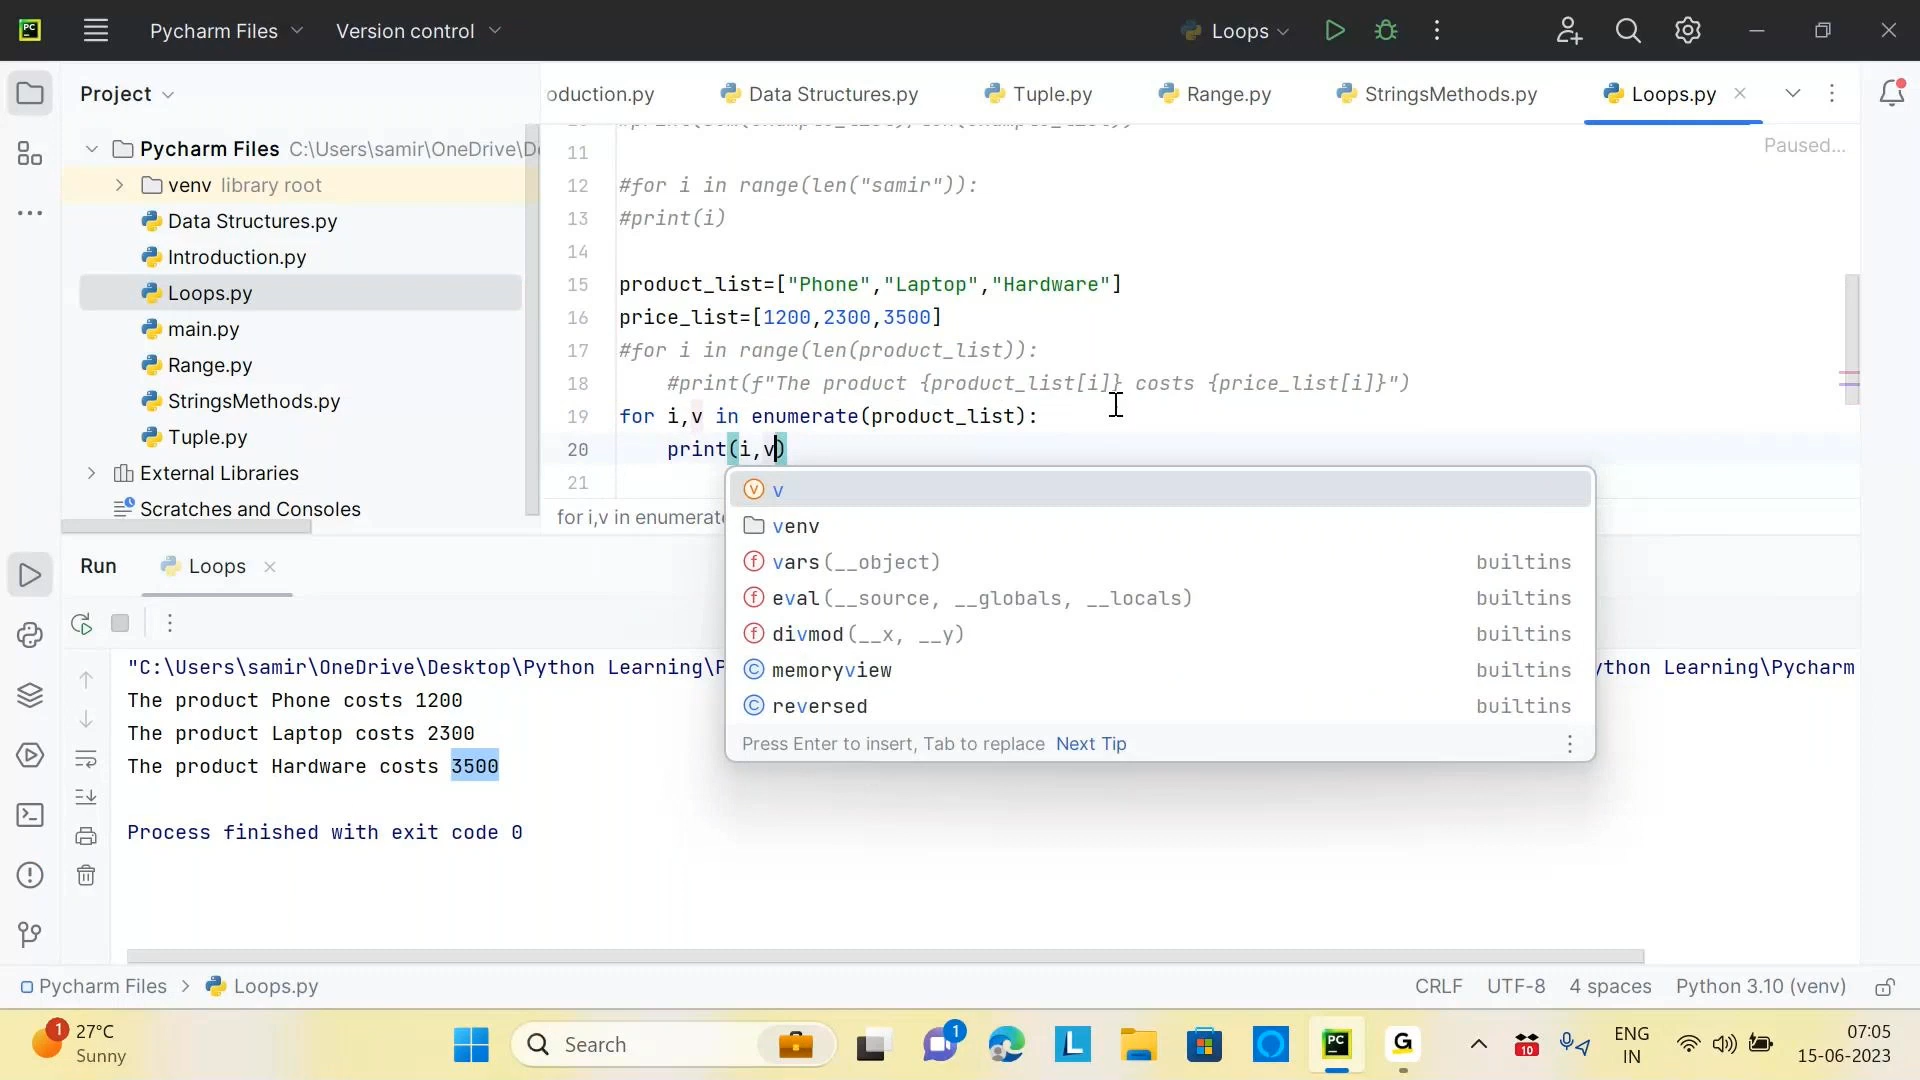 Pycharm Files
Version control
Loops
Project
oduction.py
Data Structures.py
Tuple.py
Range.py
StringsMethods.py
Loops.py
Paused...
Pycharm Files C:\Users\samir\OneDrive\D
venv library root
Data Structures.py
Introduction.py
Loops.py
main.py
Range.py
StringsMethods.py
Tuple.py
External Libraries
Scratches and Consoles
11
12 #for i in range(len("samir")):
13 #print(i)
14
15 product_list=["Phone","Laptop","Hardware"]
16 price_list=[1200,2300,3500]
17 #for i in range(len(product_list)):
18 #print(f"The product {product_list[i]} costs {price_list[i]}")
19 for i,v in enumerate(product_list):
20 print(i,v)
21
for i,v in enumerat
v
venv
vars(__object) builtins
eval(__source, __globals, __locals) builtins
divmod(__x, __y) builtins
memoryview builtins
reversed builtins
Press Enter to insert, Tab to replace Next Tip
Run
Loops
"C:\Users\samir\OneDrive\Desktop\Python Learning\P
ython Learning\Pycharm
The product Phone costs 1200
The product Laptop costs 2300
The product Hardware costs 3500
Process finished with exit code 0
Pycharm Files > Loops.py
CRLF UTF-8 4 spaces Python 3.10 (venv)
1
27°C
Sunny
Search
1
L
PC
G
10
ENG
IN
07:05
15-06-2023